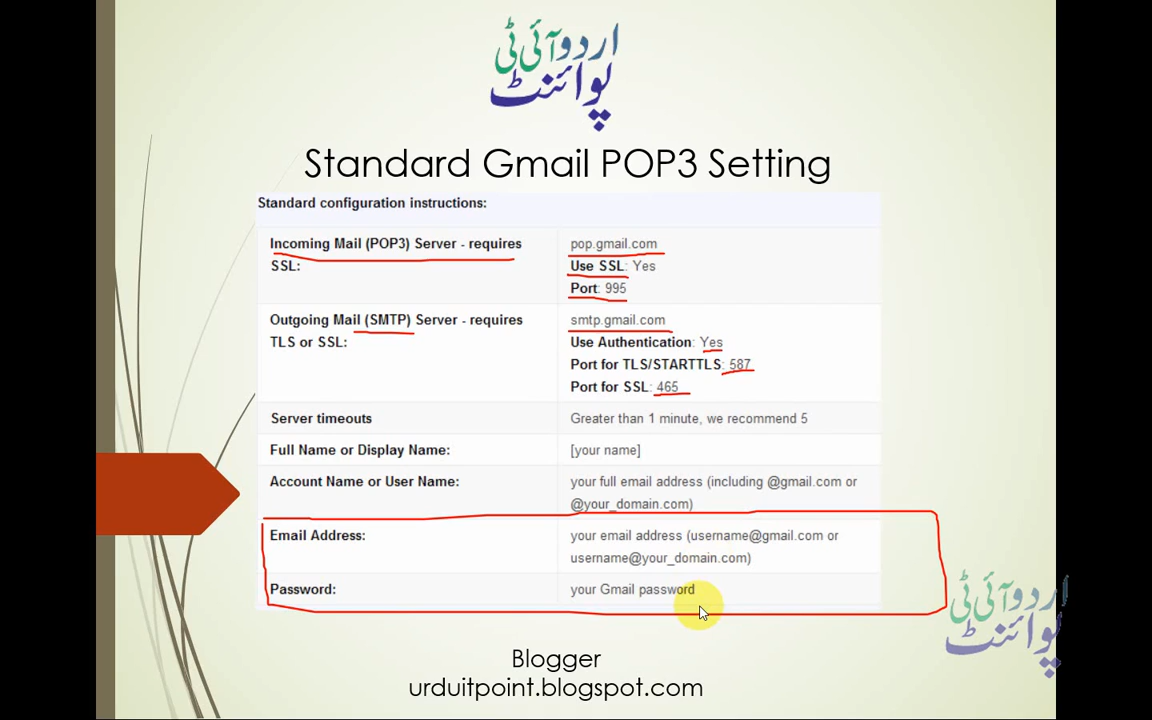 اردو آئی ٹی
پوائنٹ
Standard Gmail POP3 Setting
Standard configuration instructions:
Incoming Mail (POP3) Server - requires
SSL:
pop.gmail.com
Use SSL: Yes
Port: 995
Outgoing Mail (SMTP) Server - requires
TLS or SSL:
smtp.gmail.com
Use Authentication: Yes
Port for TLS/STARTTLS: 587
Port for SSL: 465
Server timeouts
Greater than 1 minute, we recommend 5
Full Name or Display Name:
[your name]
Account Name or User Name:
your full email address (including @gmail.com or
@your_domain.com)
Email Address:
your email address (username@gmail.com or
username@your_domain.com)
Password:
your Gmail password
اردو آئی ٹی
پوائنٹ
Blogger
urduitpoint.blogspot.com